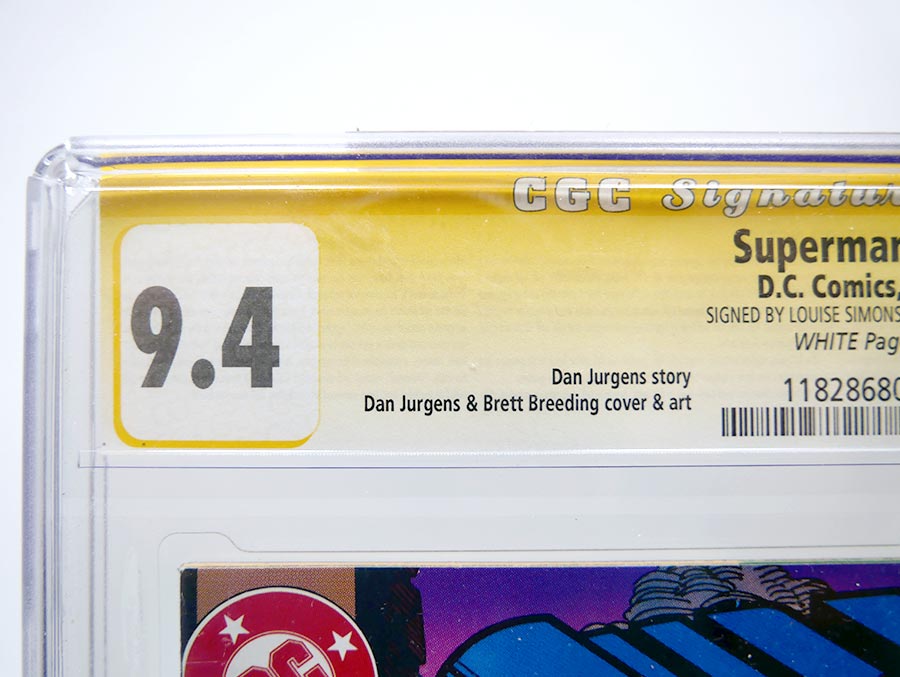 CGC Signatur
9.4
Superman
D.C. Comics,
SIGNED BY LOUISE SIMONS
WHITE Pag
Dan Jurgens story
Dan Jurgens & Brett Breeding cover & art
11828680
DC